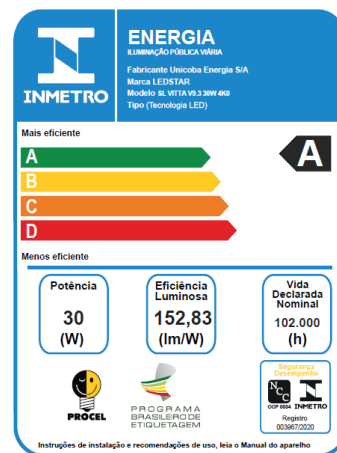 ENERGIA
ILUMINAÇÃO PÚBLICA VIÁRIA
Fabricante Unicoba Energia S/A
Marca LEDSTAR
Modelo SL VITTA V9.3 30W 4K0
Tipo (Tecnologia LED)
INMETRO
Mais eficiente
A
B
C
D
A
Menos eficiente
Potência
30
(W)
Eficiência
Luminosa
152,83
(lm/W)
Vida
Declarada
Nominal
102.000
(h)
PROCEL
PROGRAMA
BRASILEIRO DE
ETIQUETAGEM
Segurança
Desempenho
NCC
OCP 0004 INMETRO
Registro
003967/2020
Instruções de instalação e recomendações de uso, leia o Manual do aparelho